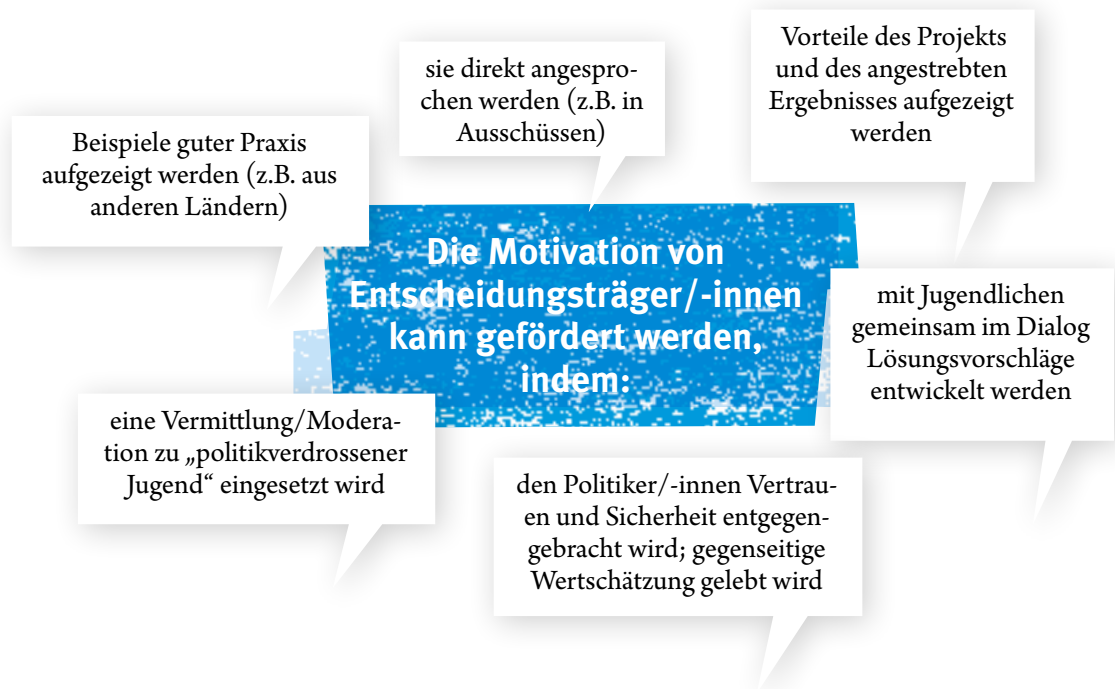 Beispiele guter Praxis
aufgezeigt werden (z.B. aus
anderen Ländern)
sie direkt angespro-
chen werden (z.B. in
Ausschüssen)
Vorteile des Projekts
und des angestrebten
Ergebnisses aufgezeigt
werden
Die Motivation von
Entscheidungsträger/-innen
kann gefördert werden,
indem:
mit Jugendlichen
gemeinsam im Dialog
Lösungsvorschläge
entwickelt werden
eine Vermittlung/Modera-
tion zu „politikverdrossener
Jugend“ eingesetzt wird
den Politiker/-innen Vertrau-
en und Sicherheit entgegen-
gebracht wird; gegenseitige
Wertschätzung gelebt wird